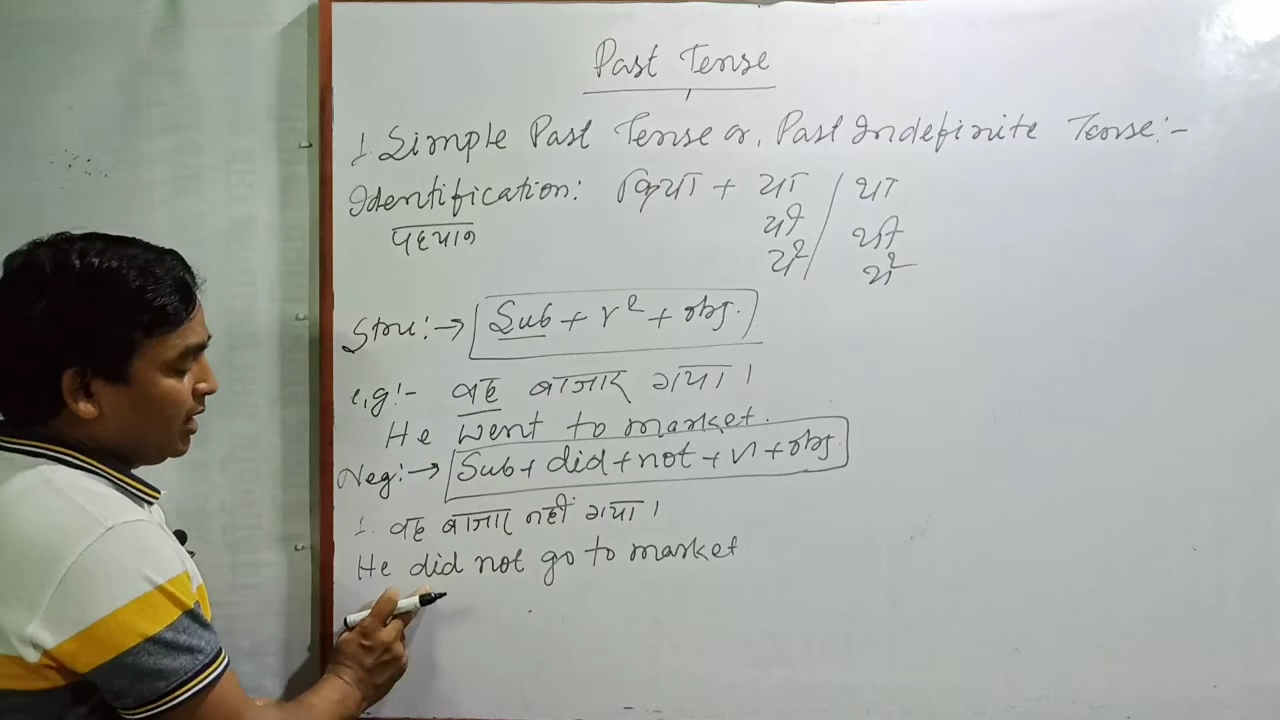 Past Tense
1. Simple Past Tense or, Past Indefinite Tense:-
Identification: क्रिया + या / था
यी / थी
ये / थे
पहचान
Stru:→ Sub + v² + obj.
e,g:- वह बाजार गया।
He went to market.
Neg:→ Sub + did + not + v1 + obj.
1. वह बाजार नहीं गया।
He did not go to market